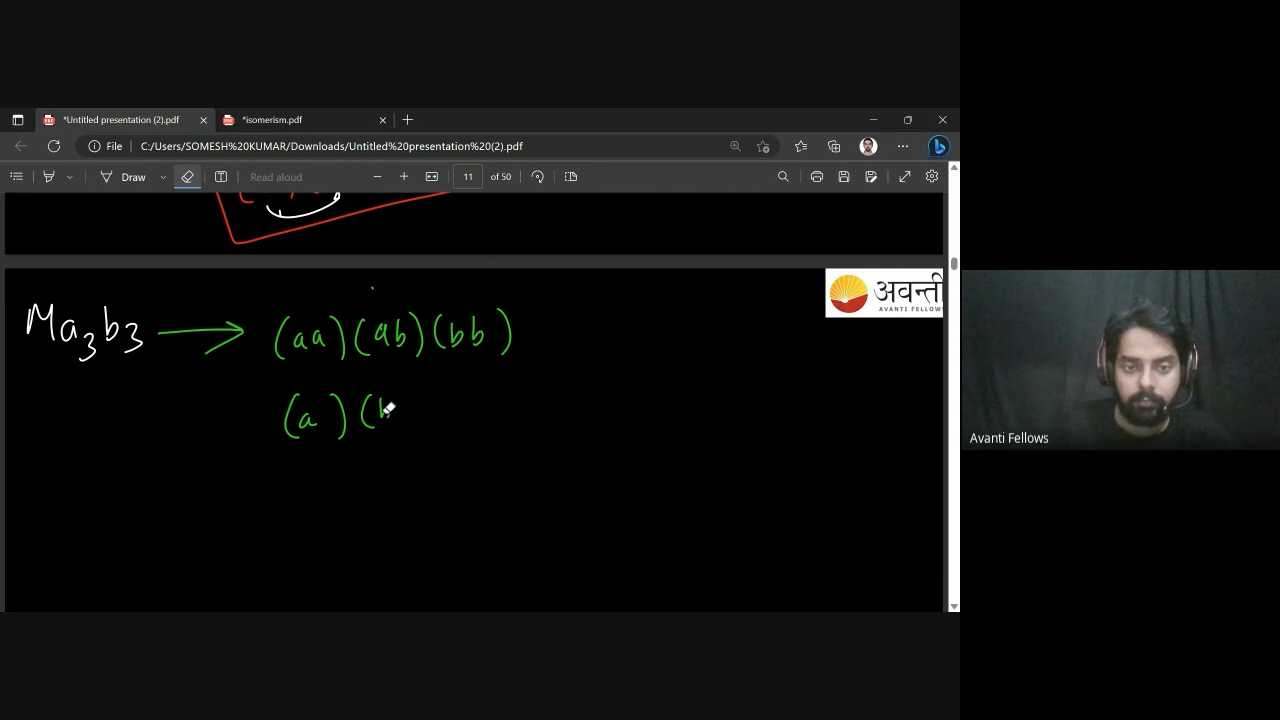 *Untitled presentation (2).pdf
*isomerism.pdf
File
C:/Users/SOMESH%20KUMAR/Downloads/Untitled%20presentation%20(2).pdf
Draw
Read aloud
11 of 50
अवन्ती
AVANTI FELLOWS
Ma₃b₃ → (aa)(ab)(bb)
(a ) (
Avanti Fellows